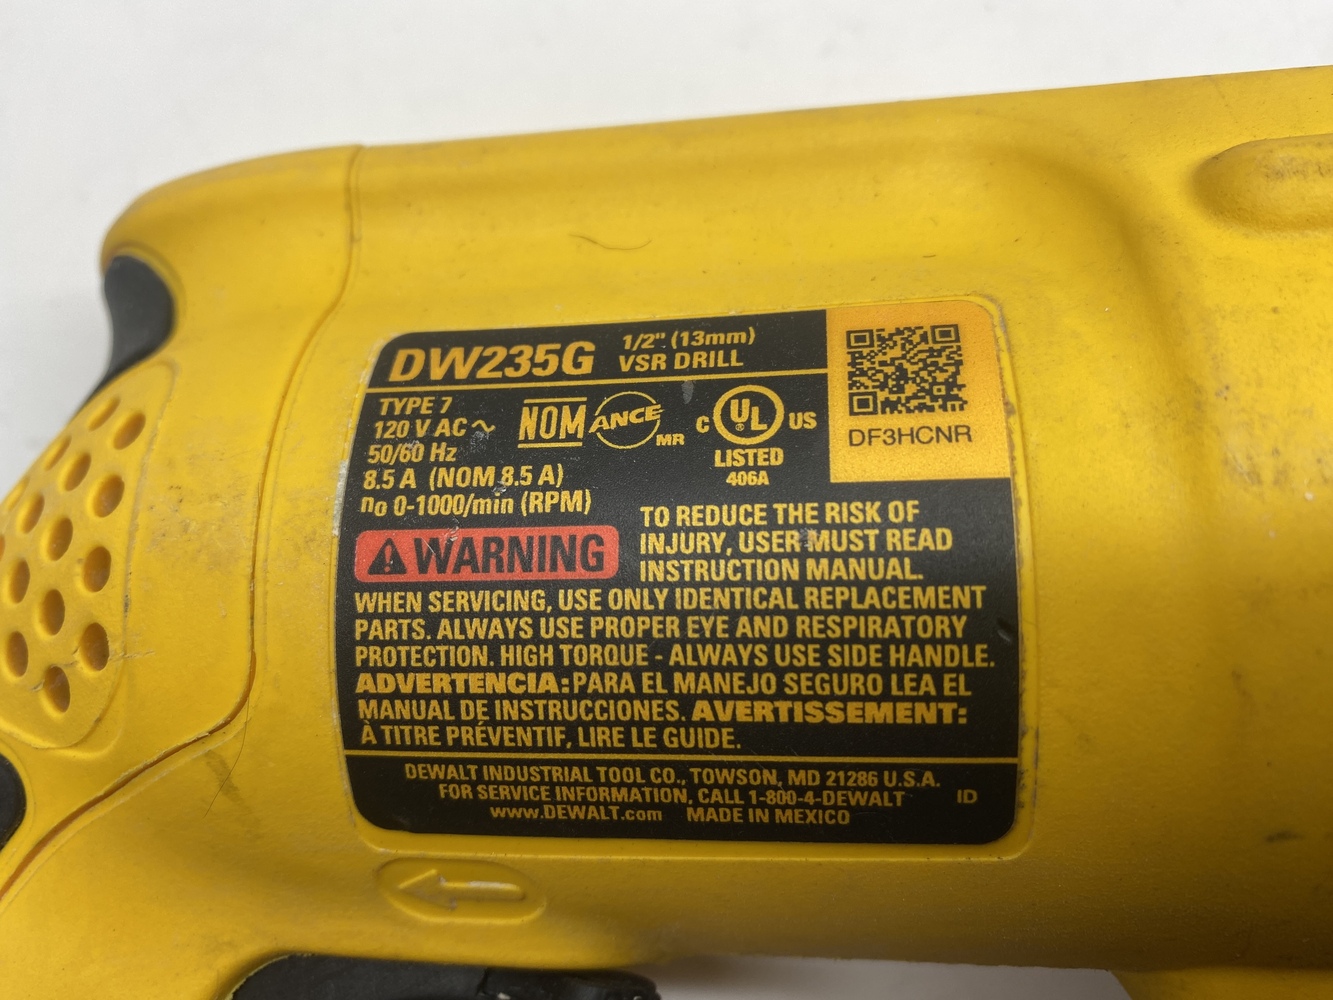 DW235G 1/2" (13mm)
VSR DRILL
TYPE 7
120 V AC ~
50/60 Hz
8.5 A (NOM 8.5 A)
no 0-1000/min (RPM)
NOM ANCE MR
C UL US
®
LISTED
406A
DF3HCNR
WARNING
TO REDUCE THE RISK OF
INJURY, USER MUST READ
INSTRUCTION MANUAL.
WHEN SERVICING, USE ONLY IDENTICAL REPLACEMENT
PARTS. ALWAYS USE PROPER EYE AND RESPIRATORY
PROTECTION. HIGH TORQUE - ALWAYS USE SIDE HANDLE.
ADVERTENCIA: PARA EL MANEJO SEGURO LEA EL
MANUAL DE INSTRUCCIONES. AVERTISSEMENT:
À TITRE PRÉVENTIF, LIRE LE GUIDE.
DEWALT INDUSTRIAL TOOL CO., TOWSON, MD 21286 U.S.A.
FOR SERVICE INFORMATION, CALL 1-800-4-DEWALT ID
www.DEWALT.com MADE IN MEXICO